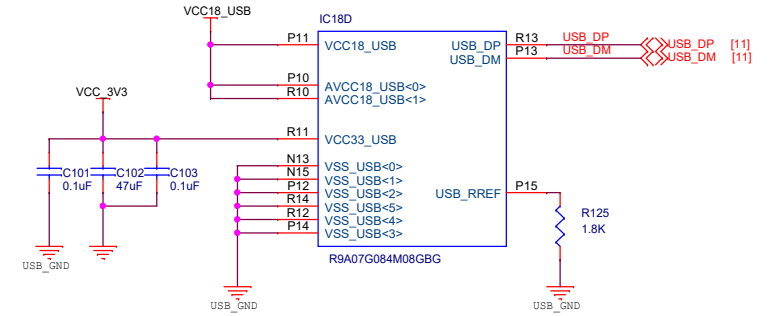 VCC18_USB
IC18D
P11 VCC18_USB USB_DP R13 USB_DP USB_DP [11]
USB_DM P13 USB_DM USB_DM [11]
P10 AVCC18_USB<0>
R10 AVCC18_USB<1>
VCC_3V3
R11 VCC33_USB
N13 VSS_USB<0>
N15 VSS_USB<1>
P12 VSS_USB<2> USB_RREF P15
R14 VSS_USB<5>
R12 VSS_USB<4>
P14 VSS_USB<3>
C101 C102 C103
0.1uF 47uF 0.1uF
R125
1.8K
R9A07G084M08GBG
USB_GND
USB_GND
USB_GND